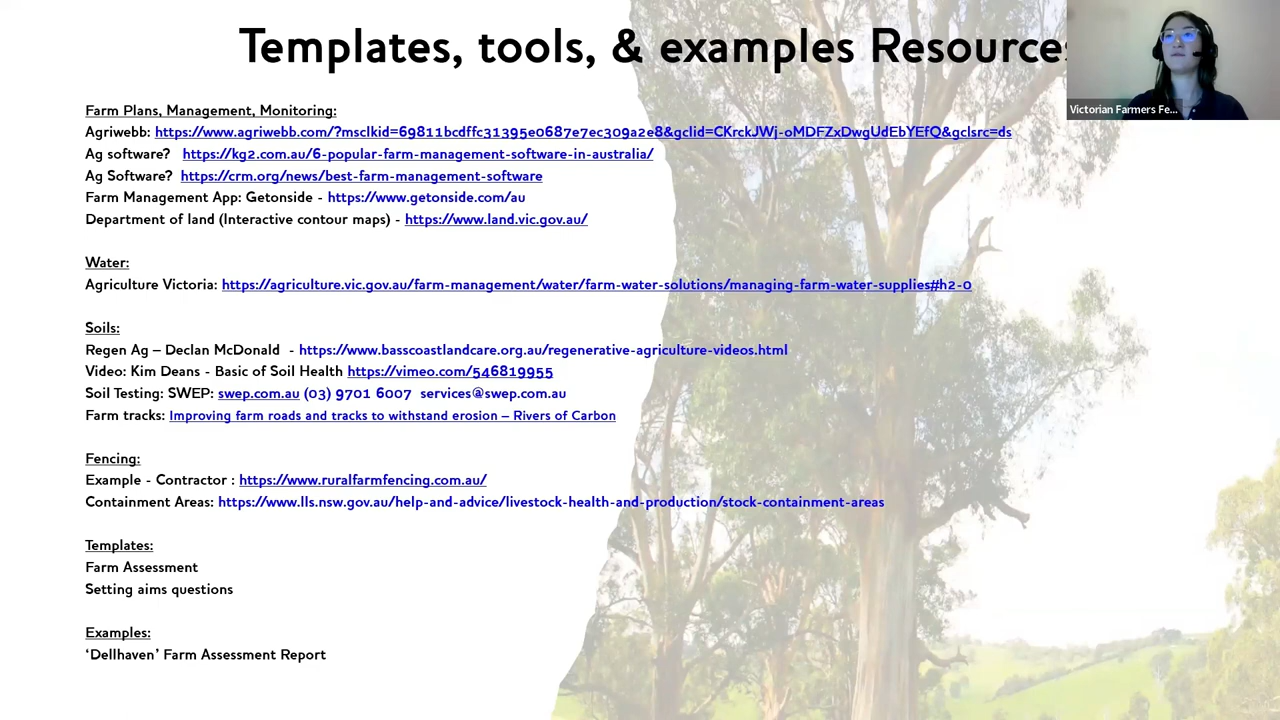 Templates, tools, & examples Resources
Victorian Farmers Fe...
Farm Plans, Management, Monitoring:
Agriwebb: https://www.agriwebb.com/?msclkid=69811bcdffc31395e0687e7ec309a2e8&gclid=CKrckJWj-oMDFZxDwgUdEbYEfQ&gclsrc=ds
Ag software? https://kg2.com.au/6-popular-farm-management-software-in-australia/
Ag Software? https://crm.org/news/best-farm-management-software
Farm Management App: Getonside - https://www.getonside.com/au
Department of land (Interactive contour maps) - https://www.land.vic.gov.au/
Water:
Agriculture Victoria: https://agriculture.vic.gov.au/farm-management/water/farm-water-solutions/managing-farm-water-supplies#h2-0
Soils:
Regen Ag – Declan McDonald - https://www.basscoastlandcare.org.au/regenerative-agriculture-videos.html
Video: Kim Deans - Basic of Soil Health https://vimeo.com/546819955
Soil Testing: SWEP: swep.com.au (03) 9701 6007 services@swep.com.au
Farm tracks: Improving farm roads and tracks to withstand erosion – Rivers of Carbon
Fencing:
Example - Contractor : https://www.ruralfarmfencing.com.au/
Containment Areas: https://www.lls.nsw.gov.au/help-and-advice/livestock-health-and-production/stock-containment-areas
Templates:
Farm Assessment
Setting aims questions
Examples:
‘Dellhaven’ Farm Assessment Report